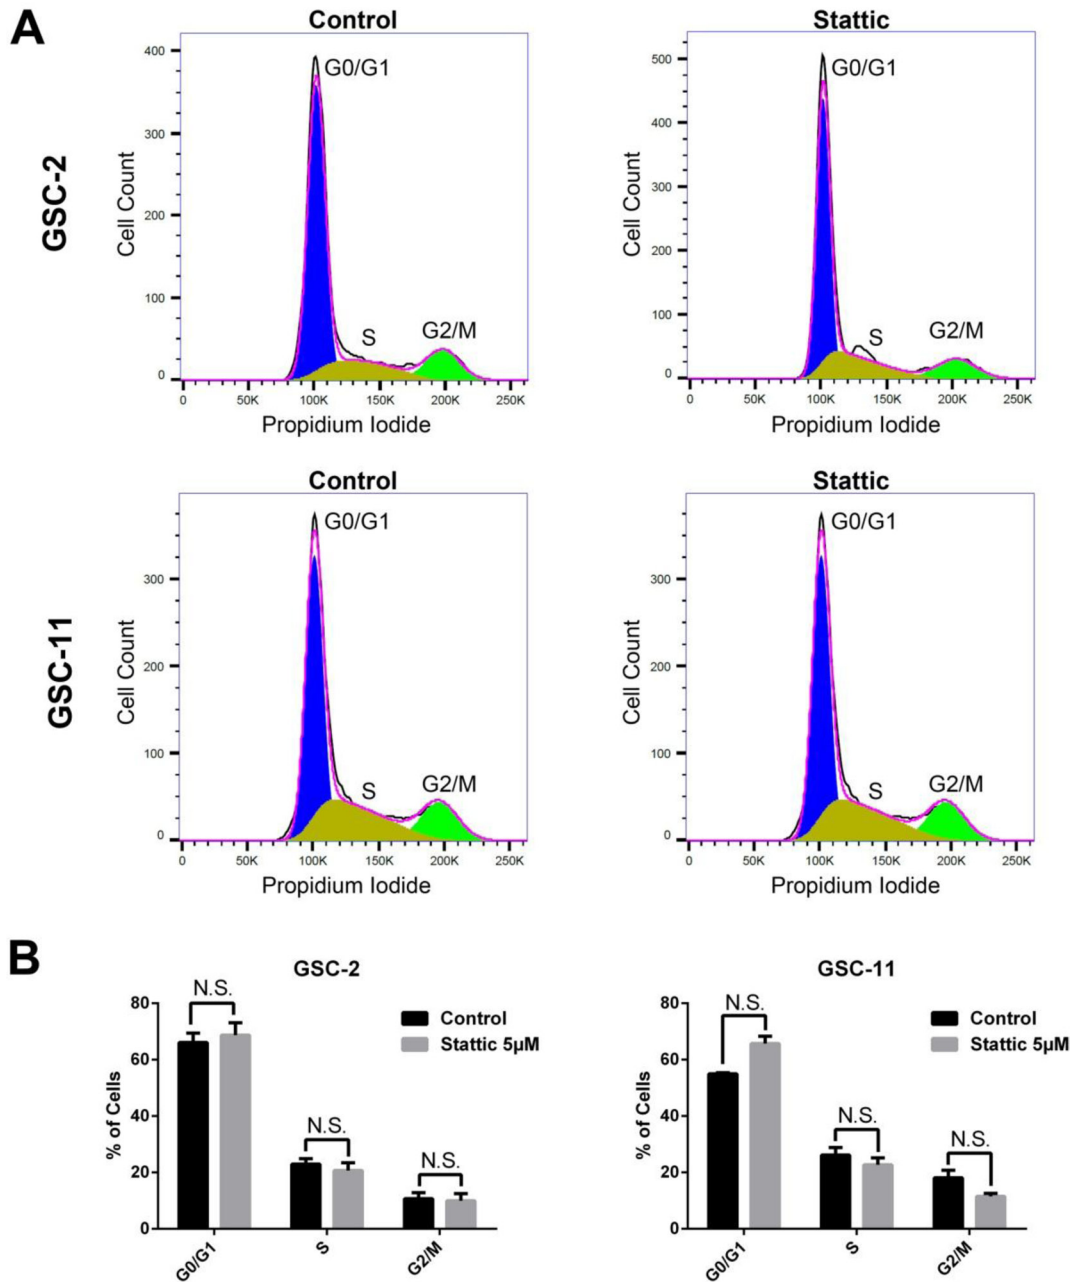 A
Control
Stattic
GSC-2
Cell Count
400
300
200
100
0
G0/G1
S
G2/M
0 50K 100K 150K 200K 250K
Propidium Iodide
Cell Count
500
400
300
200
100
0
G0/G1
S
G2/M
0 50K 100K 150K 200K 250K
Propidium Iodide
Control
Stattic
GSC-11
Cell Count
300
200
100
0
G0/G1
S
G2/M
0 50K 100K 150K 200K 250K
Propidium Iodide
Cell Count
300
200
100
0
G0/G1
S
G2/M
0 50K 100K 150K 200K 250K
Propidium Iodide
B
GSC-2
% of Cells
80
60
40
20
0
N.S.
N.S.
N.S.
Control
Stattic 5µM
G0/G1
S
G2/M
GSC-11
% of Cells
80
60
40
20
0
N.S.
N.S.
N.S.
Control
Stattic 5µM
G0/G1
S
G2/M